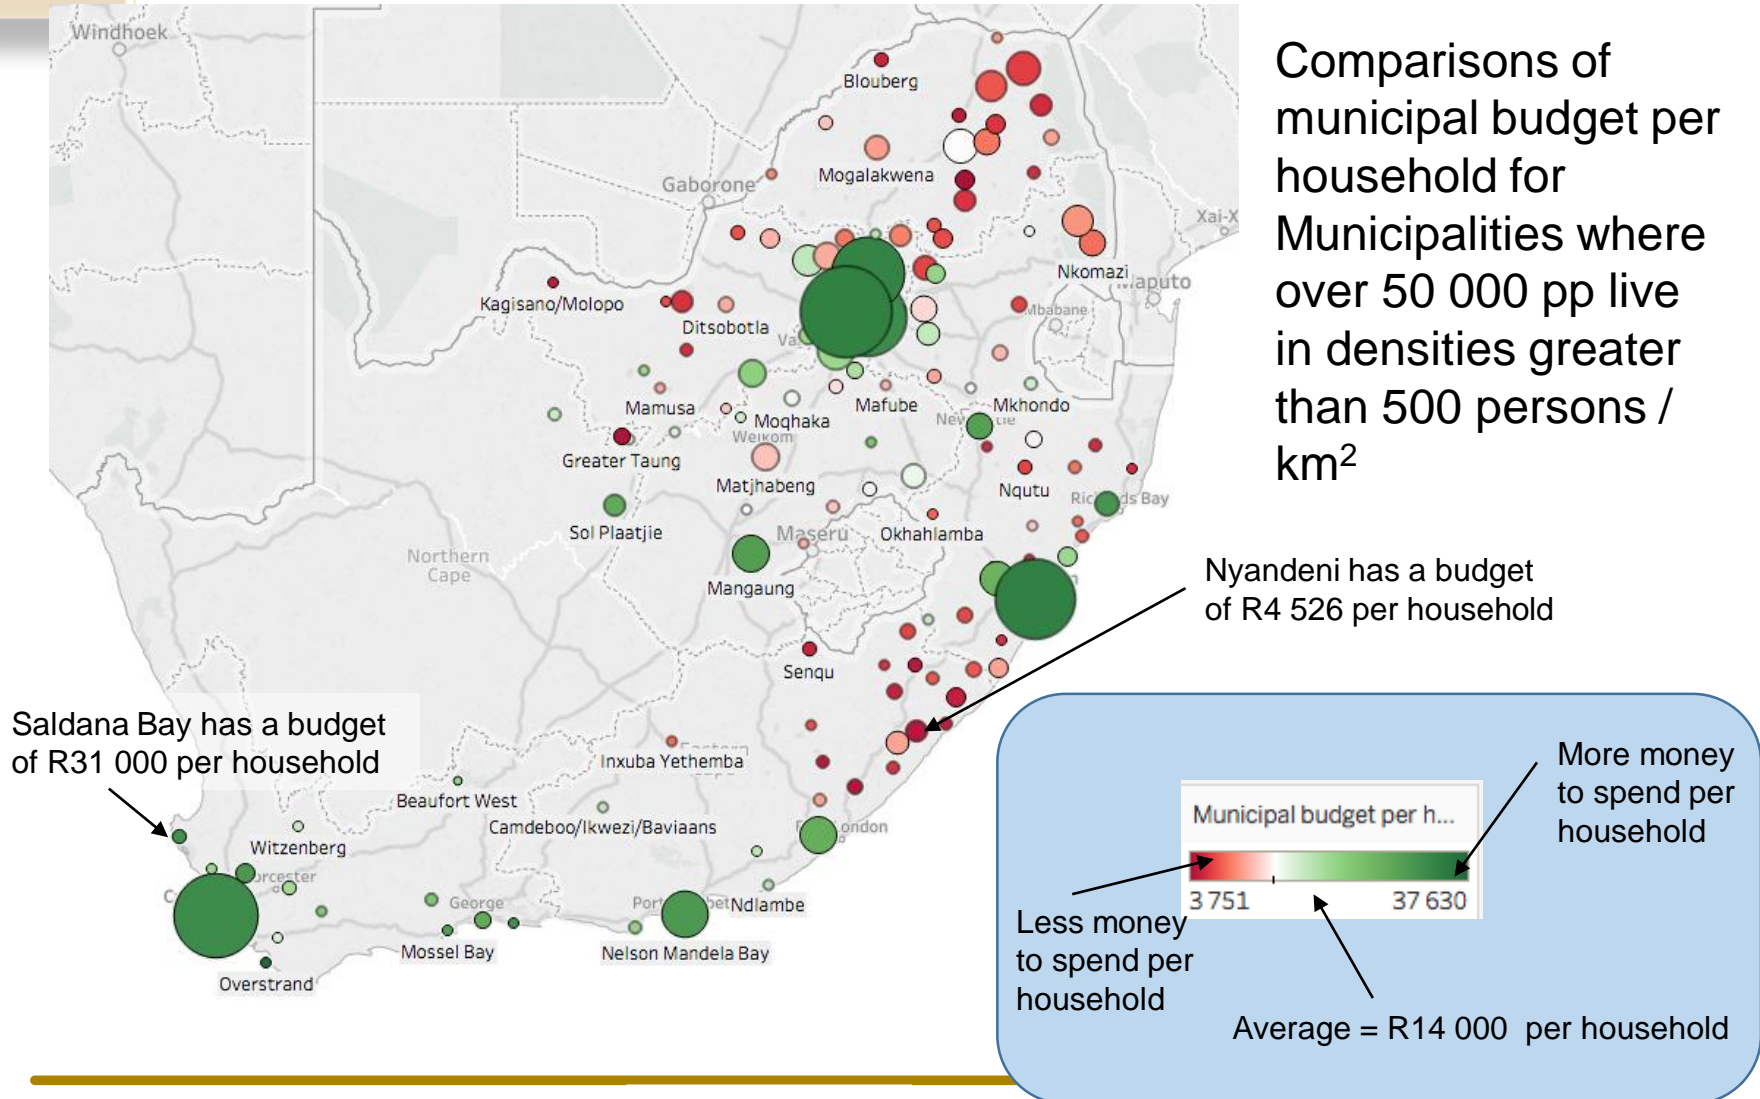 Comparisons of
municipal budget per
household for
Municipalities where
over 50 000 pp live
in densities greater
than 500 persons /
km²
Windhoek
Blouberg
Mogalakwena
Gaborone
Xai-X
Nkomazi
Maputo
Kagisano/Molopo
Ditsobotla
Mbabane
Mamusa
Moqhaka
Mafube
Mkhondo
Welkom
Greater Taung
Matjhabeng
Nqutu
Sol Plaatjie
Maseru
Okhahlamba
Northern
Cape
Mangaung
Nyandeni has a budget
of R4 526 per household
Senqu
Saldana Bay has a budget
of R31 000 per household
Inxuba Yethemba
Beaufort West
Camdeboo/Ikwezi/Baviaans
Witzenberg
George
Ndlambe
Mossel Bay
Nelson Mandela Bay
Overstrand
More money
to spend per
household
Municipal budget per h...
3 751 37 630
Less money
to spend per
household
Average = R14 000 per household